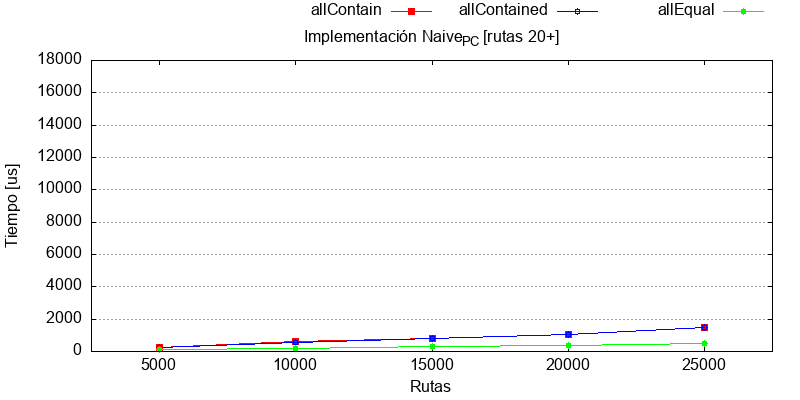 allContain allContained allEqual
Implementación NaivePC [rutas 20+]
18000
16000
14000
12000
10000
8000
6000
4000
2000
0
Tiempo [us]
5000 10000 15000 20000 25000
Rutas